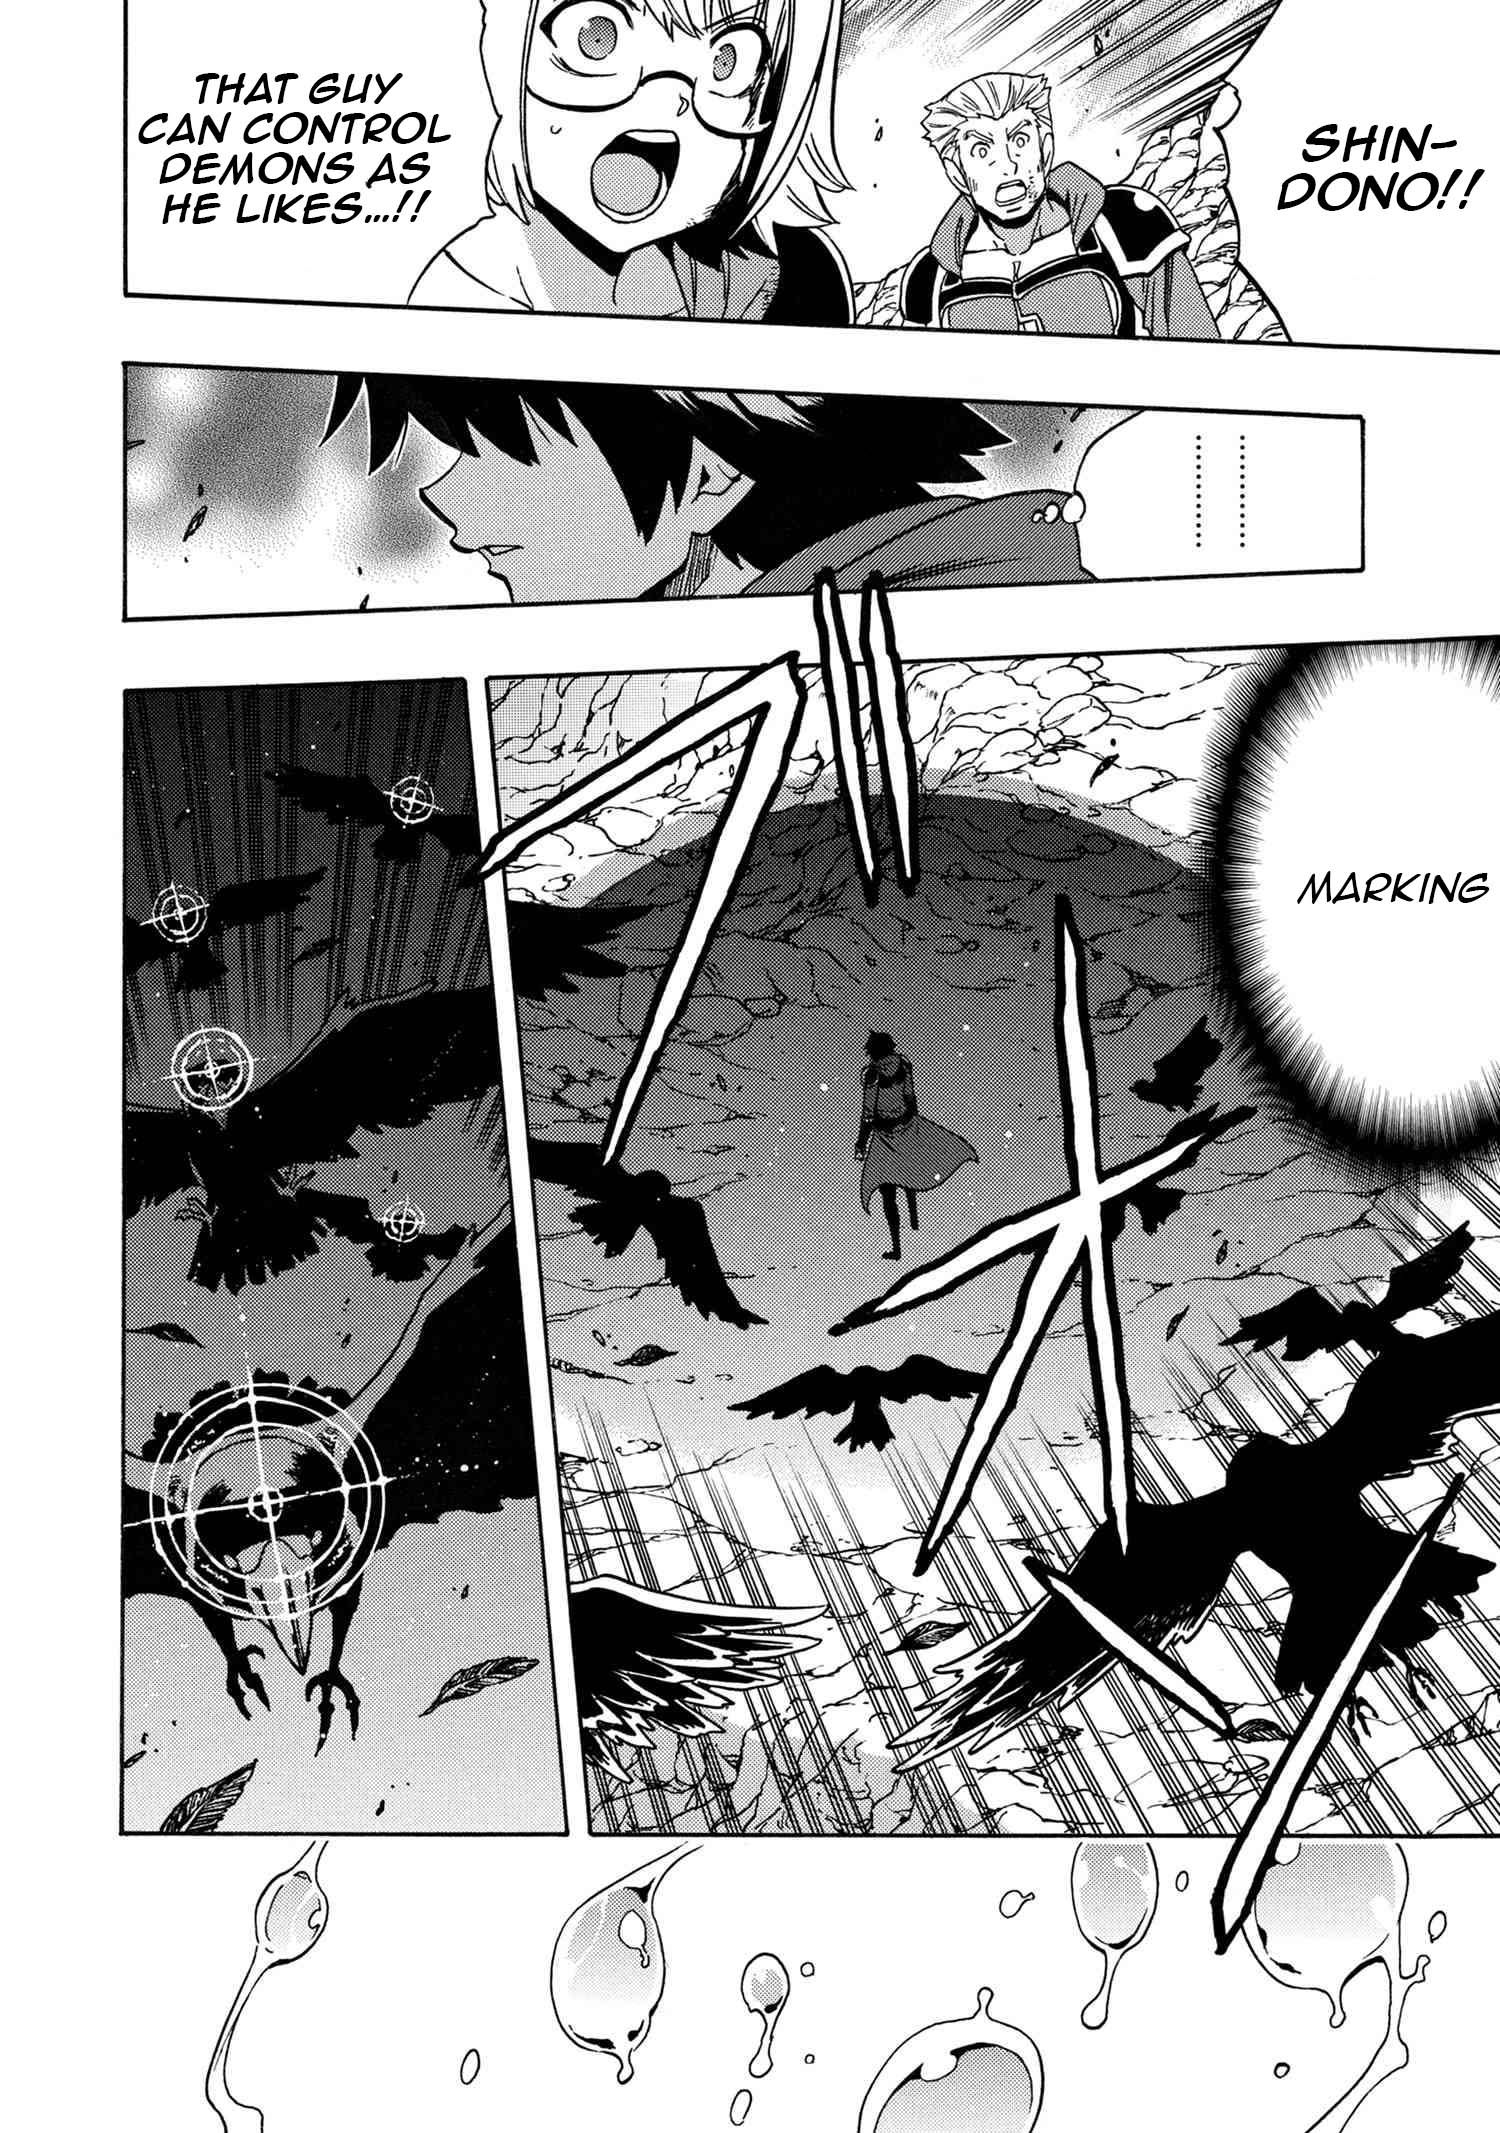 SHIN-
DONO!!
THAT GUY
CAN CONTROL
DEMONS AS
HE LIKES...!!
............
............
MARKING